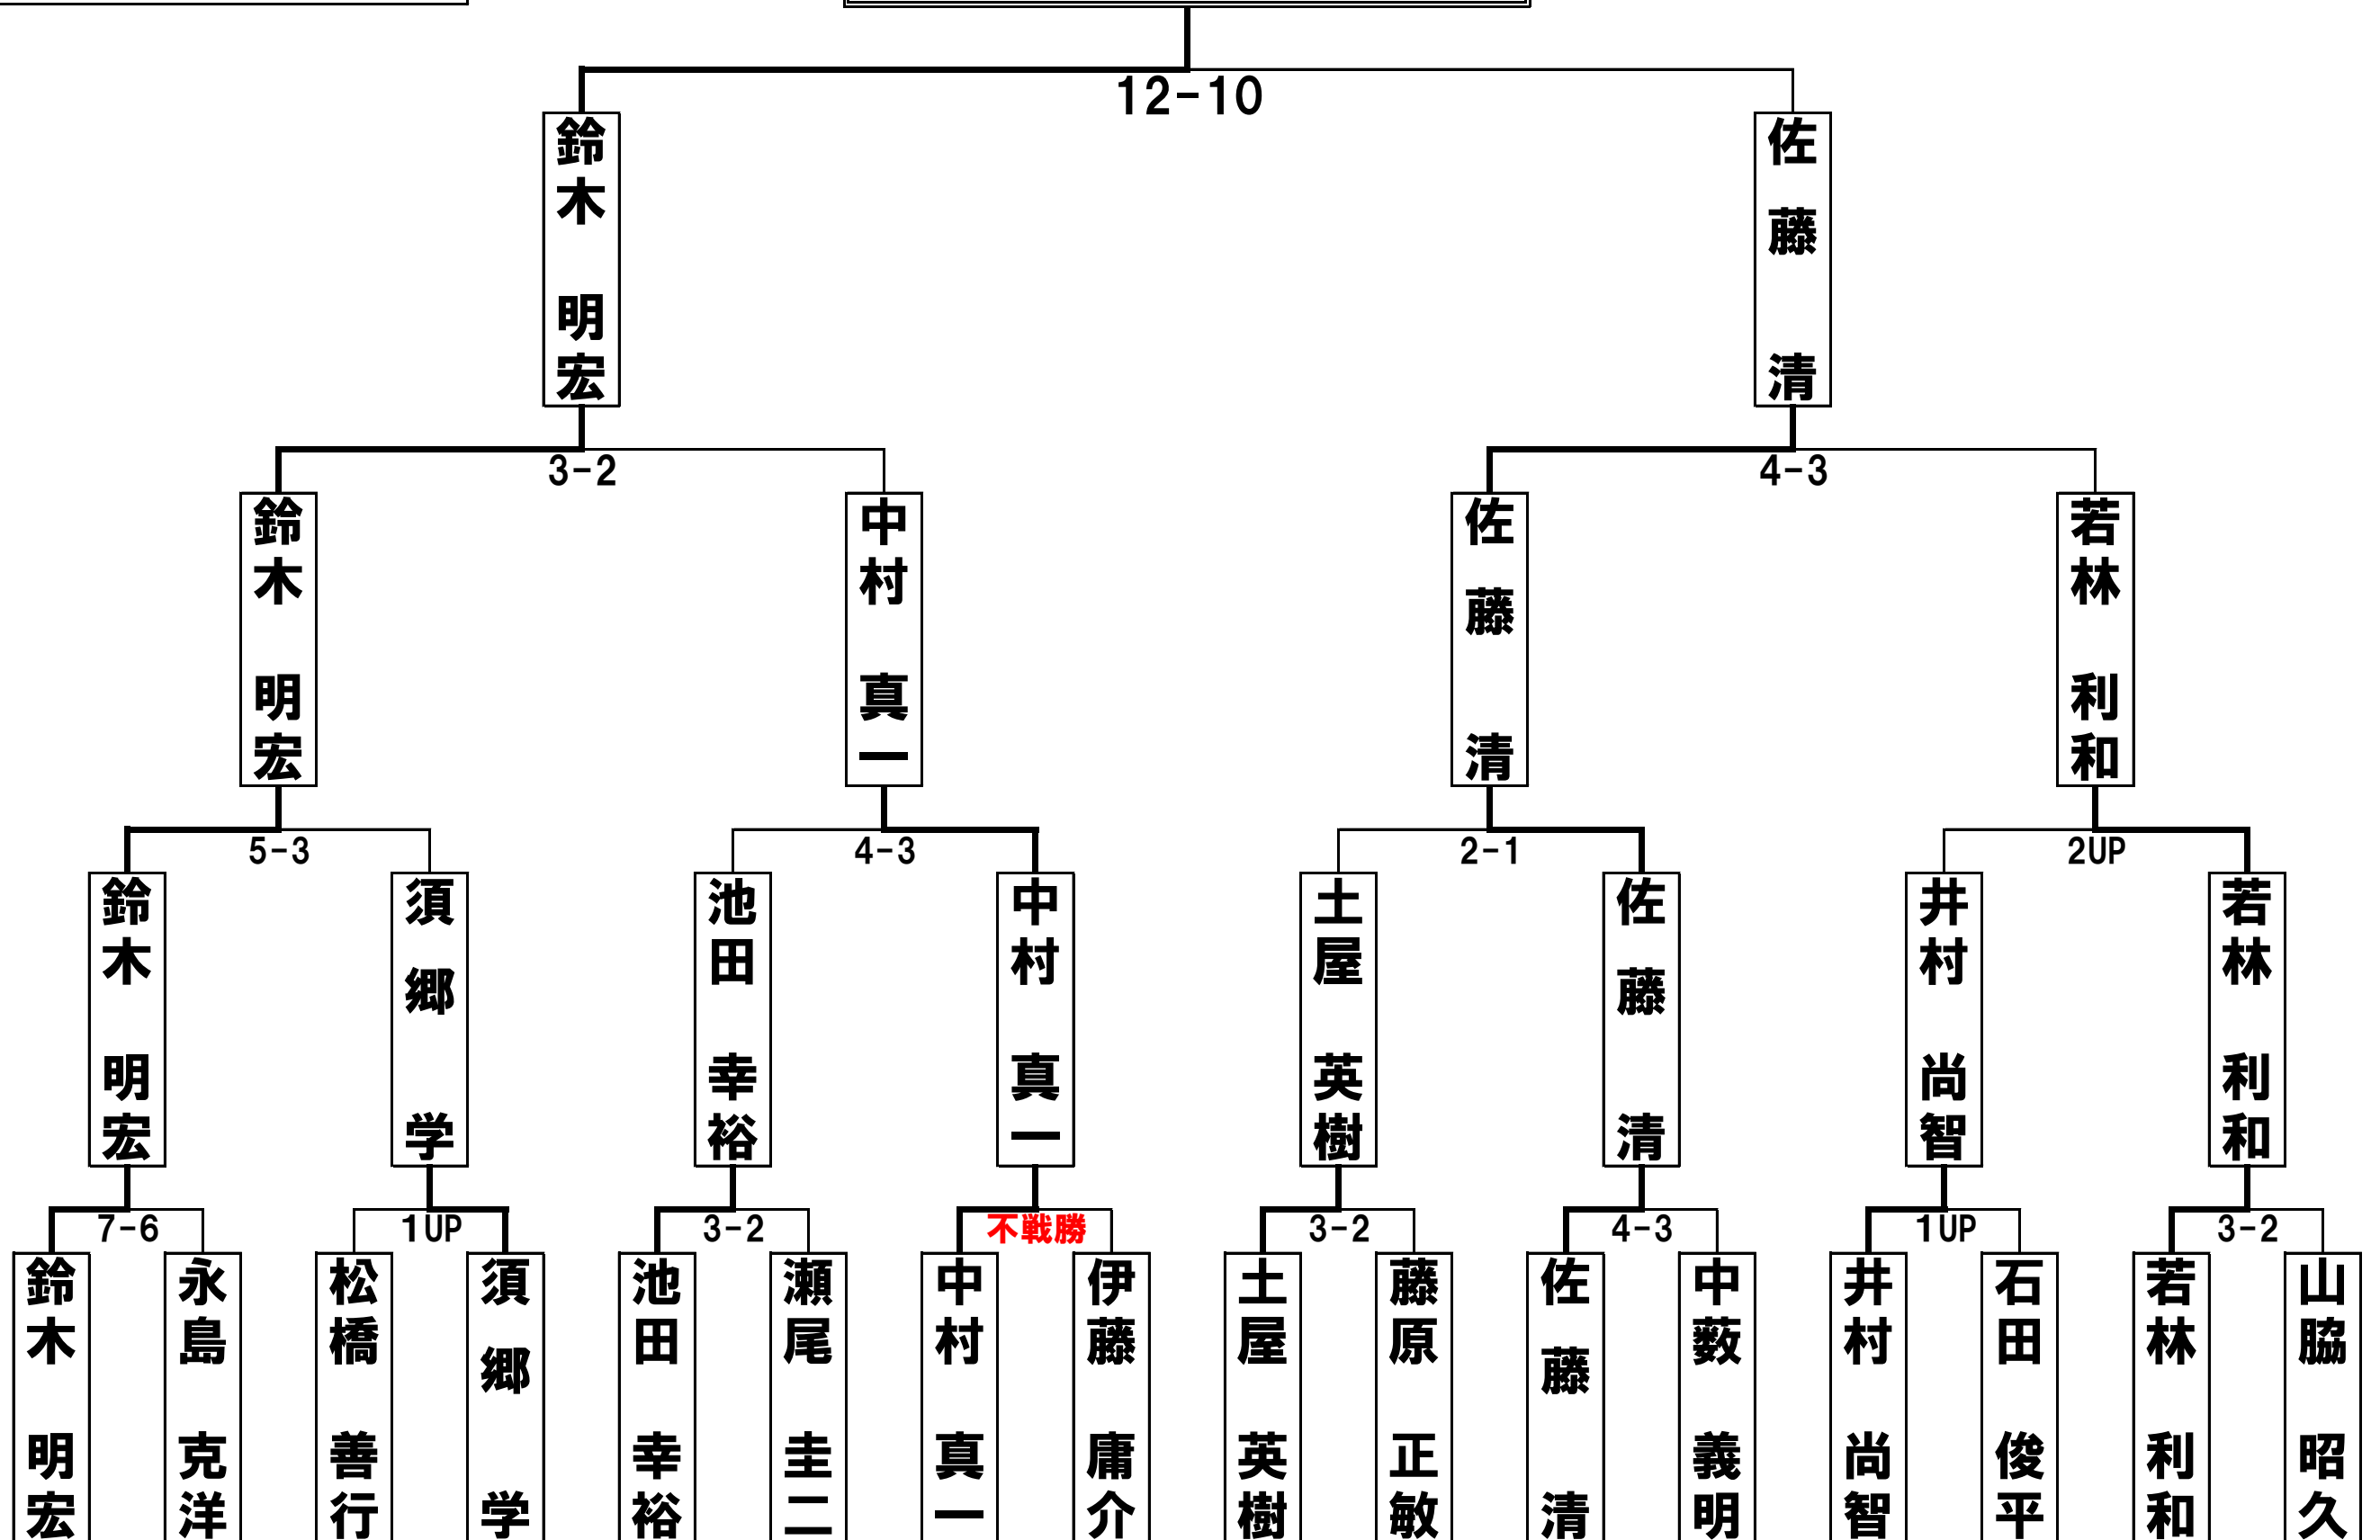 12-10
鈴木 明宏
佐藤 清
3-2
4-3
鈴木 明宏
中村 真一
佐藤 清
若林 利和
5-3
4-3
2-1
2UP
鈴木 明宏
須郷 学
池田 幸裕
中村 真一
土屋 英樹
佐藤 清
井村 尚智
若林 利和
7-6
1UP
3-2
不戦勝
3-2
4-3
1UP
3-2
鈴木 明宏
永島 克洋
松橋 善行
須郷 学
池田 幸裕
瀬尾 圭二
中村 真一
伊藤 庸介
土屋 英樹
藤原 正敏
佐藤 清
中薮 義明
井村 尚智
石田 俊平
若林 利和
山脇 昭久